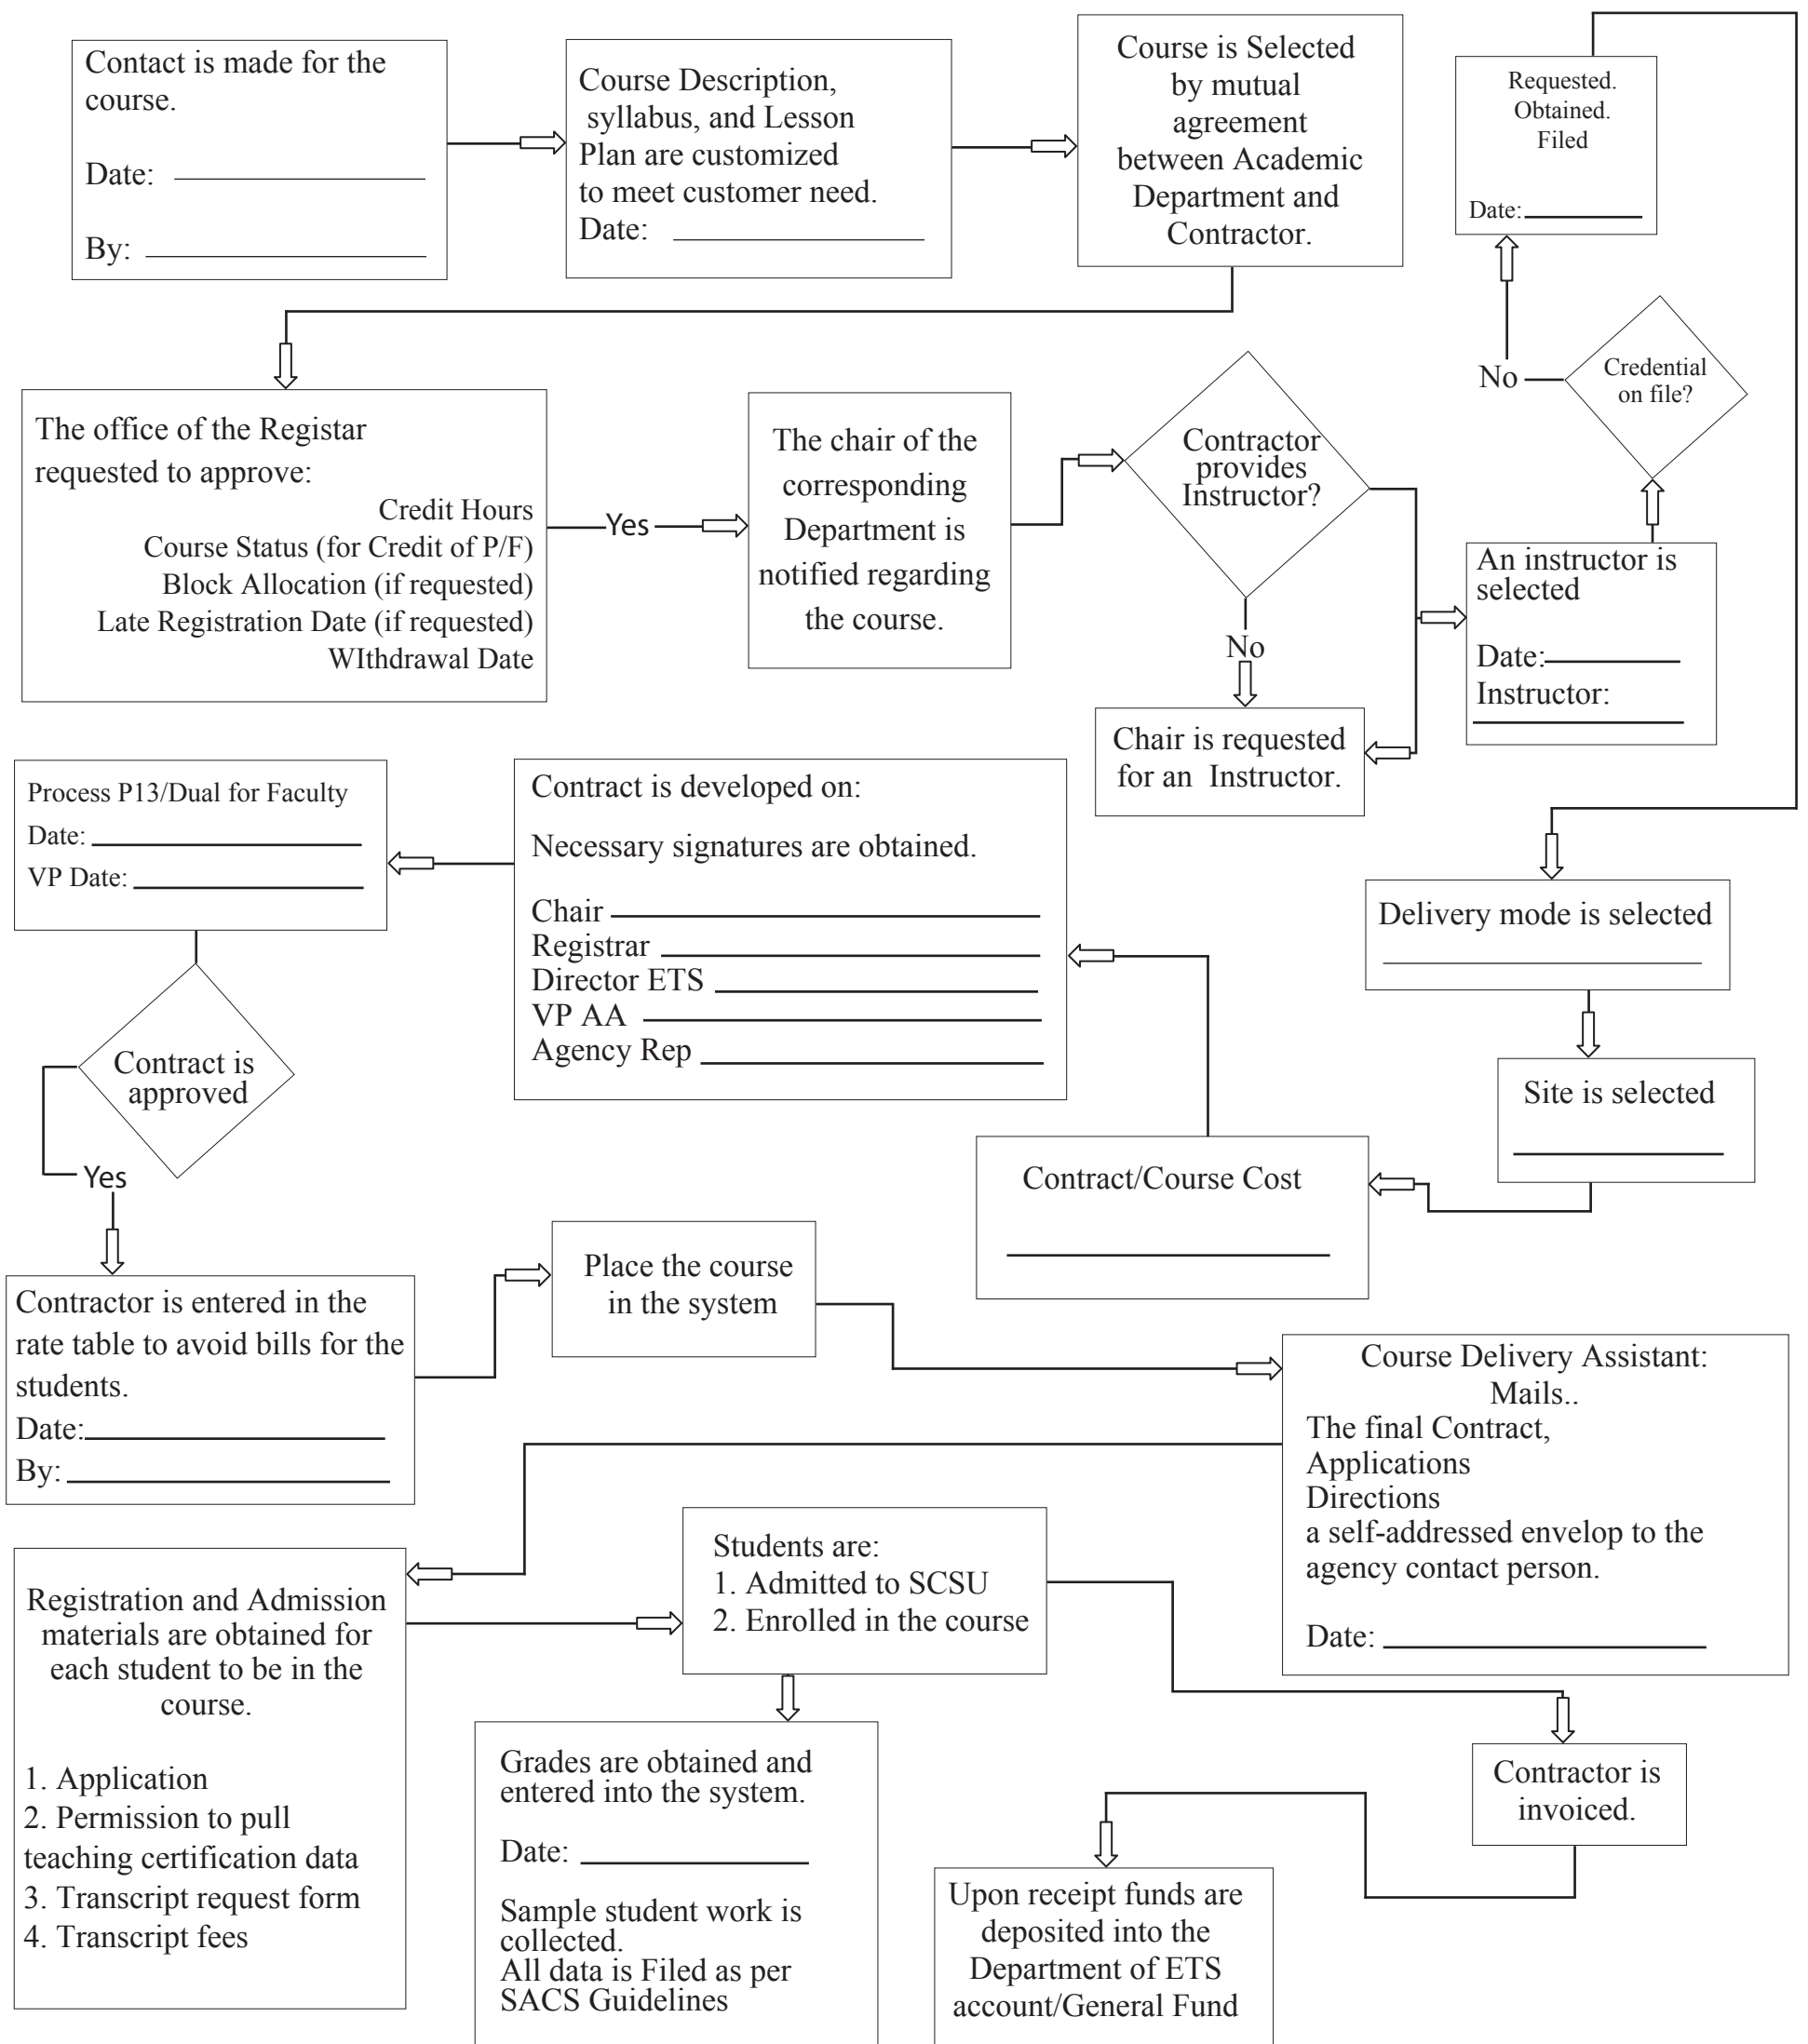 Contact is made for the
course.
Date:
By:
Course Description,
syllabus, and Lesson
Plan are customized
to meet customer need.
Date:
Course is Selected
by mutual
agreement
between Academic
Department and
Contractor.
Requested.
Obtained.
Filed
Date:
The office of the Registar
requested to approve:
Credit Hours
Course Status (for Credit of P/F)
Block Allocation (if requested)
Late Registration Date (if requested)
WIthdrawal Date
Yes
The chair of the
corresponding
Department is
notified regarding
the course.
Contractor
provides
Instructor?
No
Chair is requested
for an Instructor.
An instructor is
selected
Date:
Instructor:
Credential
on file?
No
Delivery mode is selected
Site is selected
Contract/Course Cost
Contract is developed on:
Necessary signatures are obtained.
Chair
Registrar
Director ETS
VP AA
Agency Rep
Process P13/Dual for Faculty
Date:
VP Date:
Contract is
approved
Yes
Contractor is entered in the
rate table to avoid bills for the
students.
Date:
By:
Place the course
in the system
Course Delivery Assistant:
Mails..
The final Contract,
Applications
Directions
a self-addressed envelop to the
agency contact person.
Date:
Registration and Admission
materials are obtained for
each student to be in the
course.
1. Application
2. Permission to pull
teaching certification data
3. Transcript request form
4. Transcript fees
Students are:
1. Admitted to SCSU
2. Enrolled in the course
Grades are obtained and
entered into the system.
Date:
Sample student work is
collected.
All data is Filed as per
SACS Guidelines
Contractor is
invoiced.
Upon receipt funds are
deposited into the
Department of ETS
account/General Fund